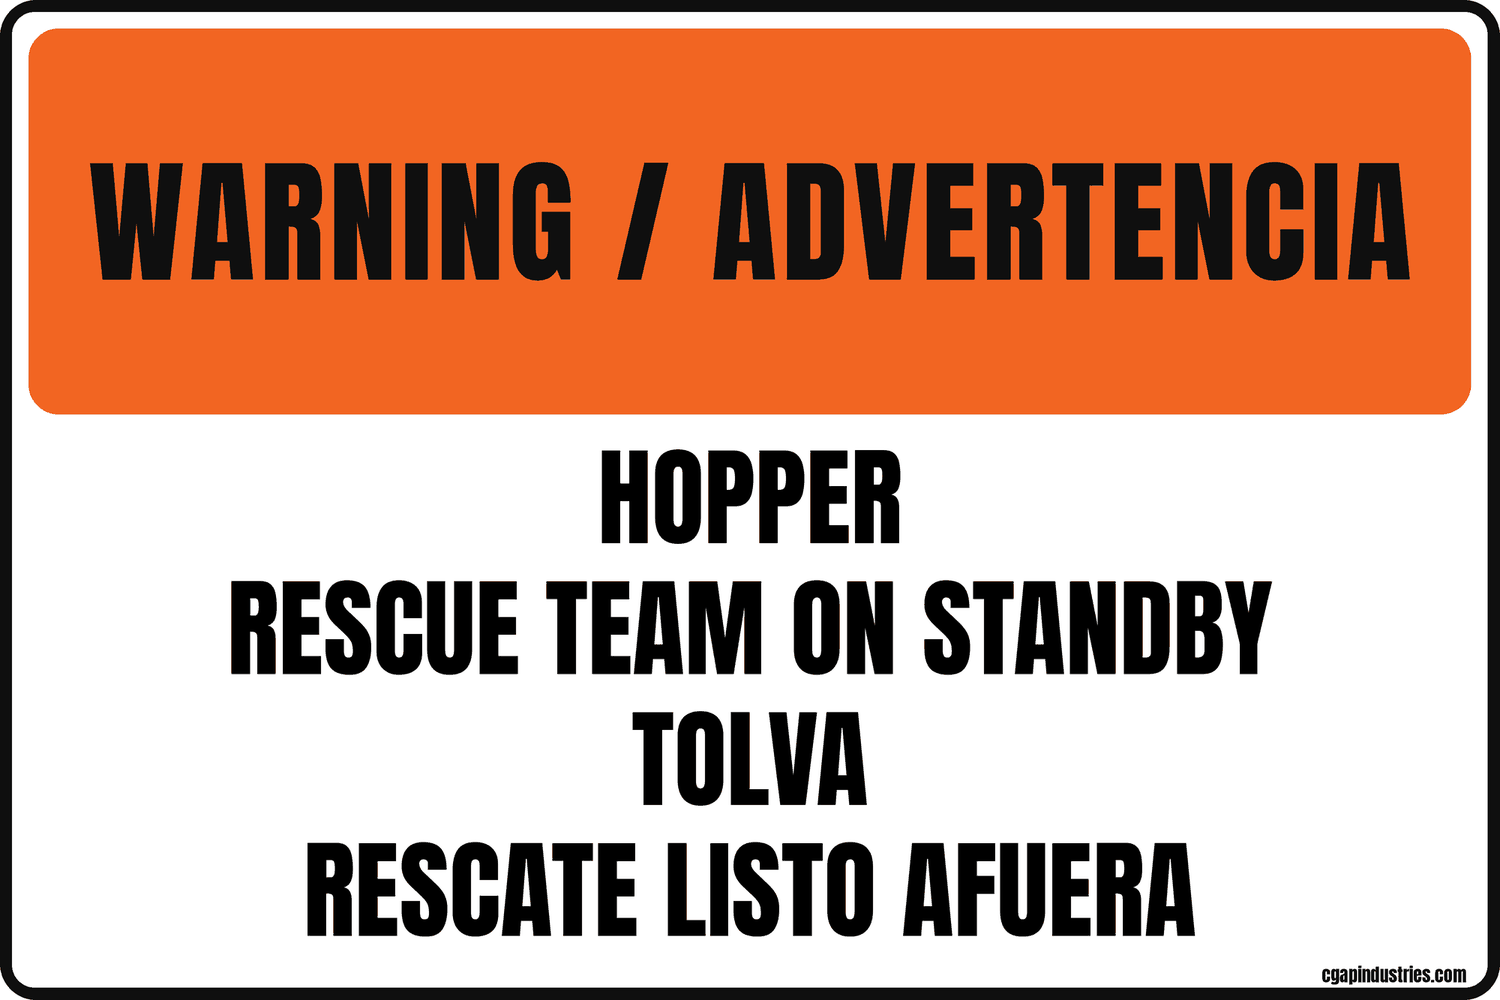 WARNING / ADVERTENCIA
HOPPER
RESCUE TEAM ON STANDBY
TOLVA
RESCATE LISTO AFUERA
cgapindustries.com